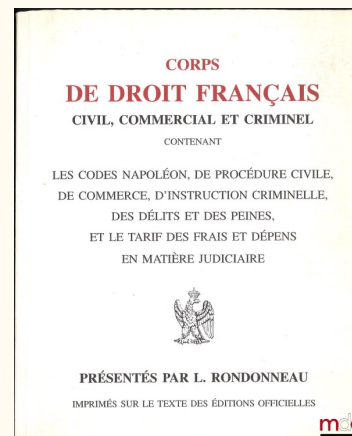 CORPS
DE DROIT FRANÇAIS
CIVIL, COMMERCIAL ET CRIMINEL
CONTENANT
LES CODES NAPOLÉON, DE PROCÉDURE CIVILE,
DE COMMERCE, D'INSTRUCTION CRIMINELLE,
DES DÉLITS ET DES PEINES,
ET LE TARIF DES FRAIS ET DÉPENS
EN MATIÈRE JUDICIAIRE
PRÉSENTÉS PAR L. RONDONNEAU
IMPRIMÉS SUR LE TEXTE DES ÉDITIONS OFFICIELLES